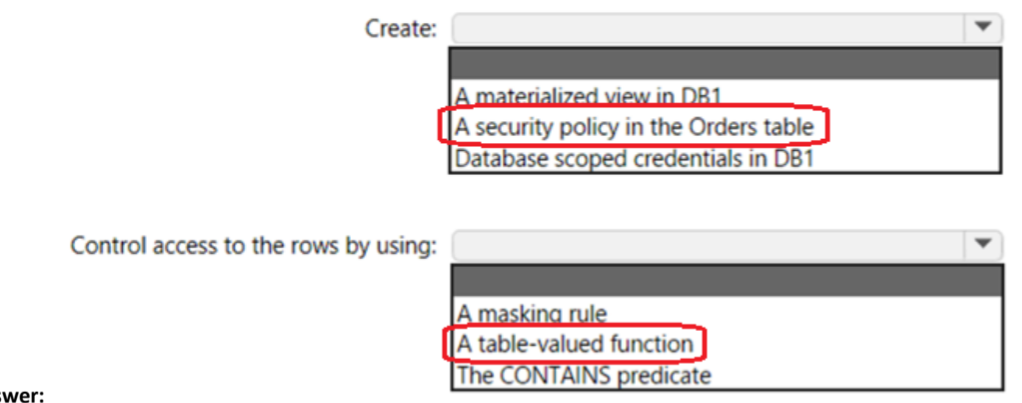 Create:
A materialized view in DB1
A security policy in the Orders table
Database scoped credentials in DB1
Control access to the rows by using:
A masking rule
A table-valued function
The CONTAINS predicate
swer: